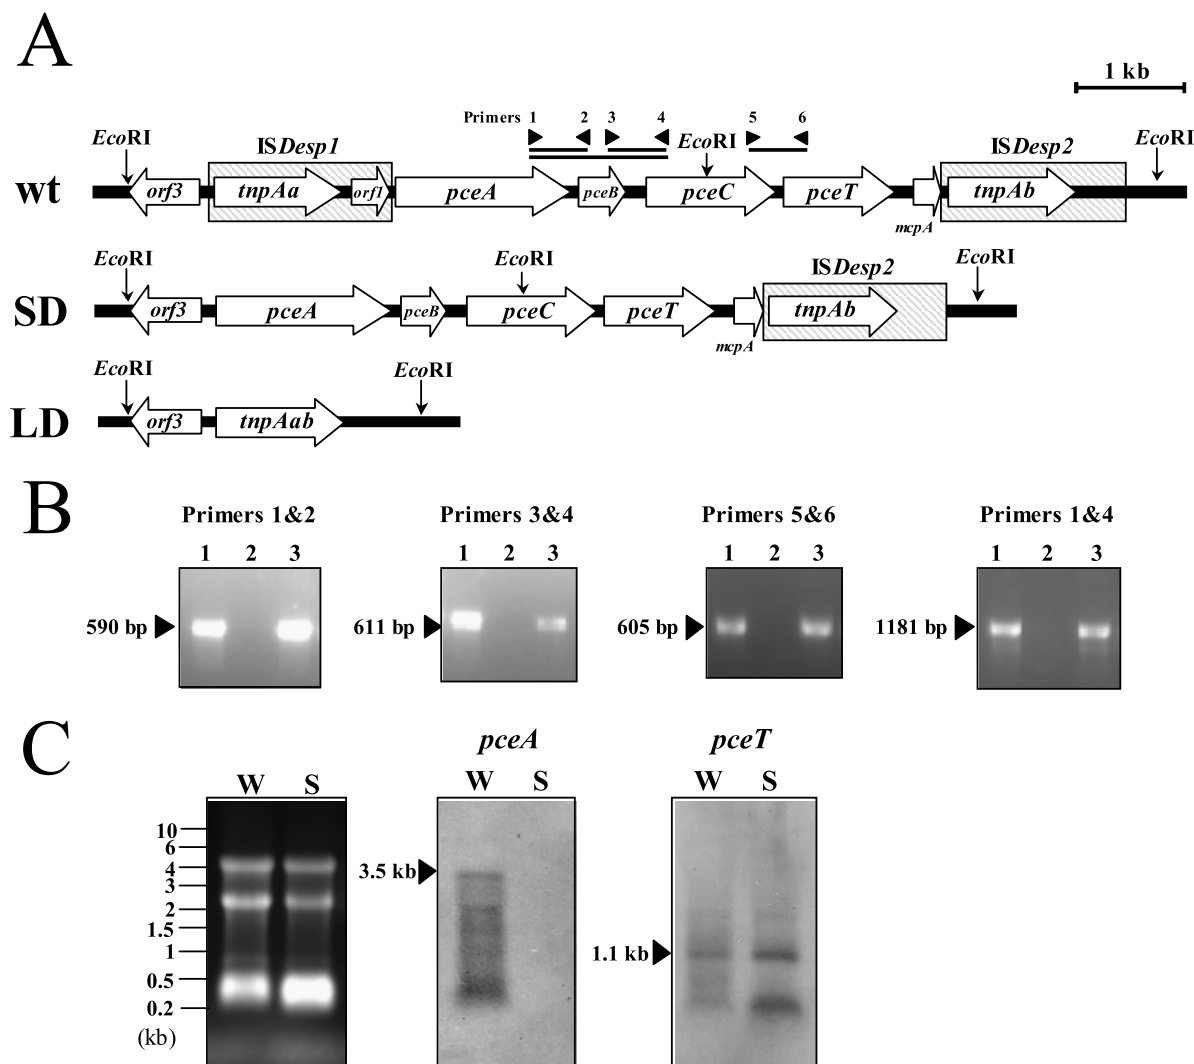 A
1 kb
Primers 1 2 3 4 5 6
EcoRI ISDesp1 EcoRI ISDesp2 EcoRI
wt orf3 tnpAa orf1 pceA pceB pceC pceT tnpAb
mcpA
EcoRI EcoRI ISDesp2 EcoRI
SD orf3 pceA pceB pceC pceT tnpAb
mcpA
EcoRI EcoRI
LD orf3 tnpAab
B
Primers 1&2 Primers 3&4 Primers 5&6 Primers 1&4
1 2 3 1 2 3 1 2 3 1 2 3
590 bp 611 bp 605 bp 1181 bp
C
pceA pceT
W S W S W S
10
6
4
3
2
1.5
1
0.5
0.2
(kb)
3.5 kb
1.1 kb